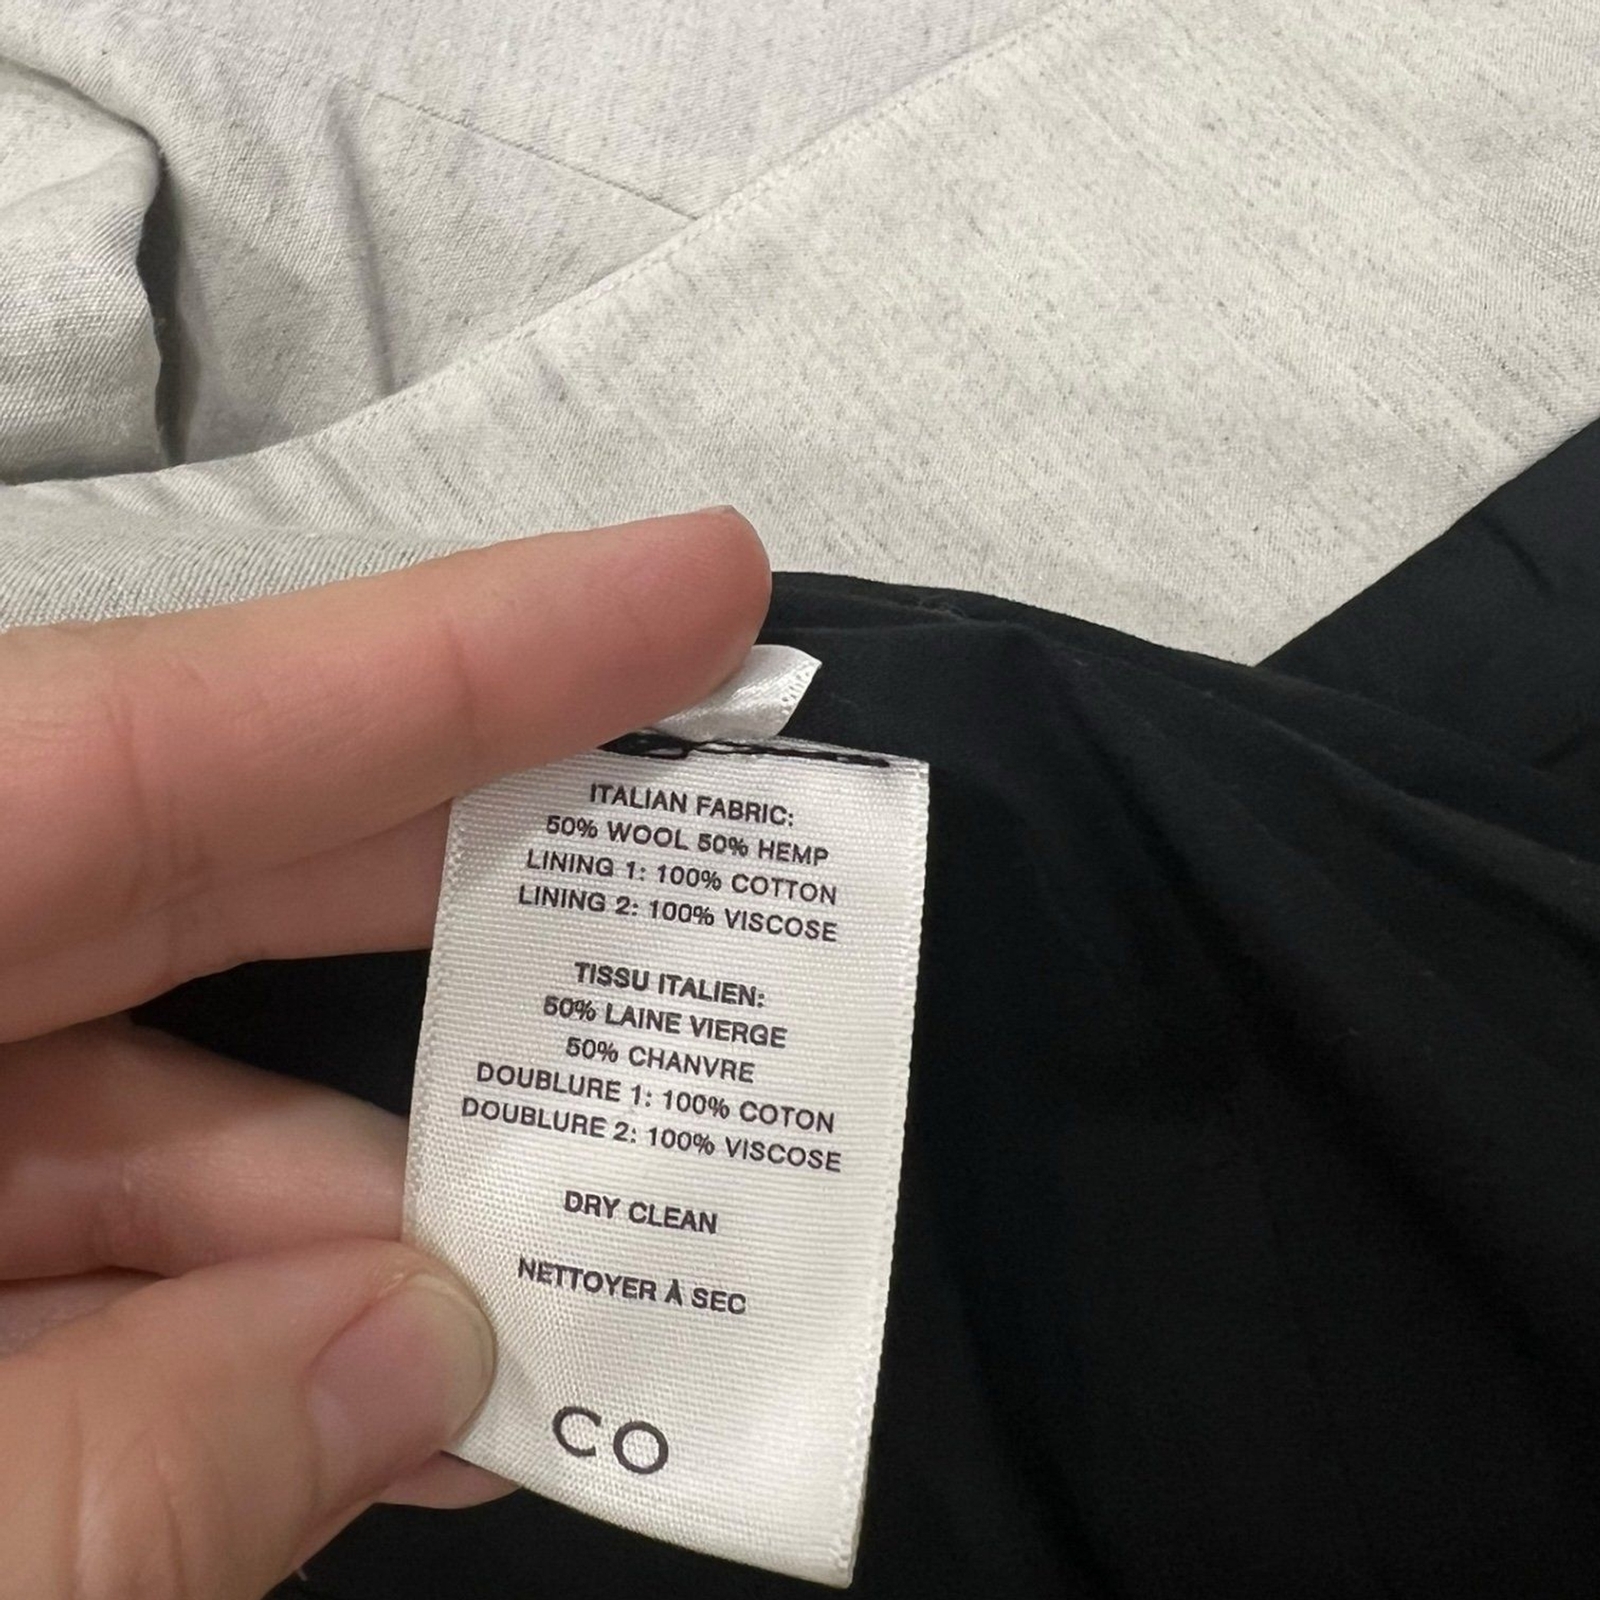 ITALIAN FABRIC:
50% WOOL 50% HEMP
LINING 1: 100% COTTON
LINING 2: 100% VISCOSE
TISSU ITALIEN:
50% LAINE VIERGE
50% CHANVRE
DOUBLURE 1: 100% COTON
DOUBLURE 2: 100% VISCOSE
DRY CLEAN
NETTOYER À SEC
CO